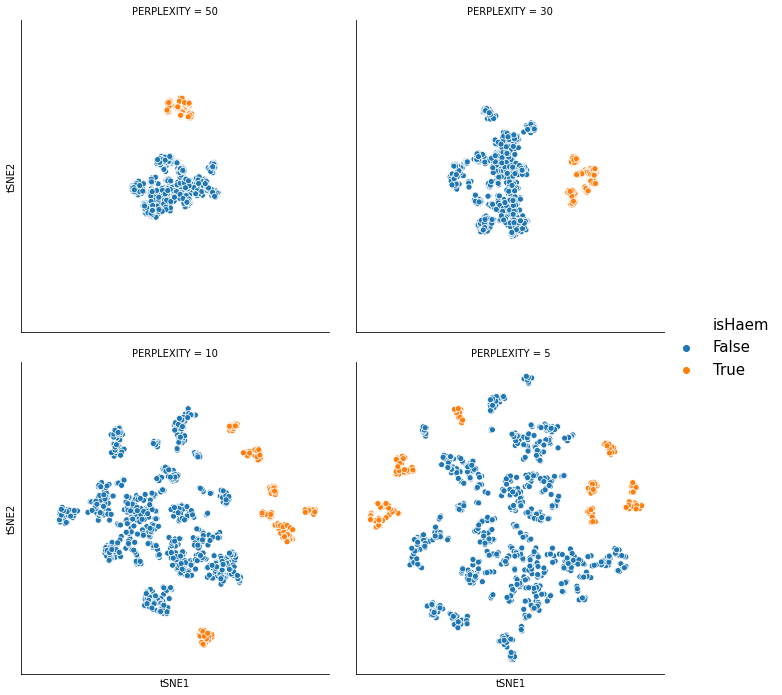 PERPLEXITY = 50
PERPLEXITY = 30
tSNE2
isHaem
False
True
PERPLEXITY = 10
PERPLEXITY = 5
tSNE2
tSNE1
tSNE1